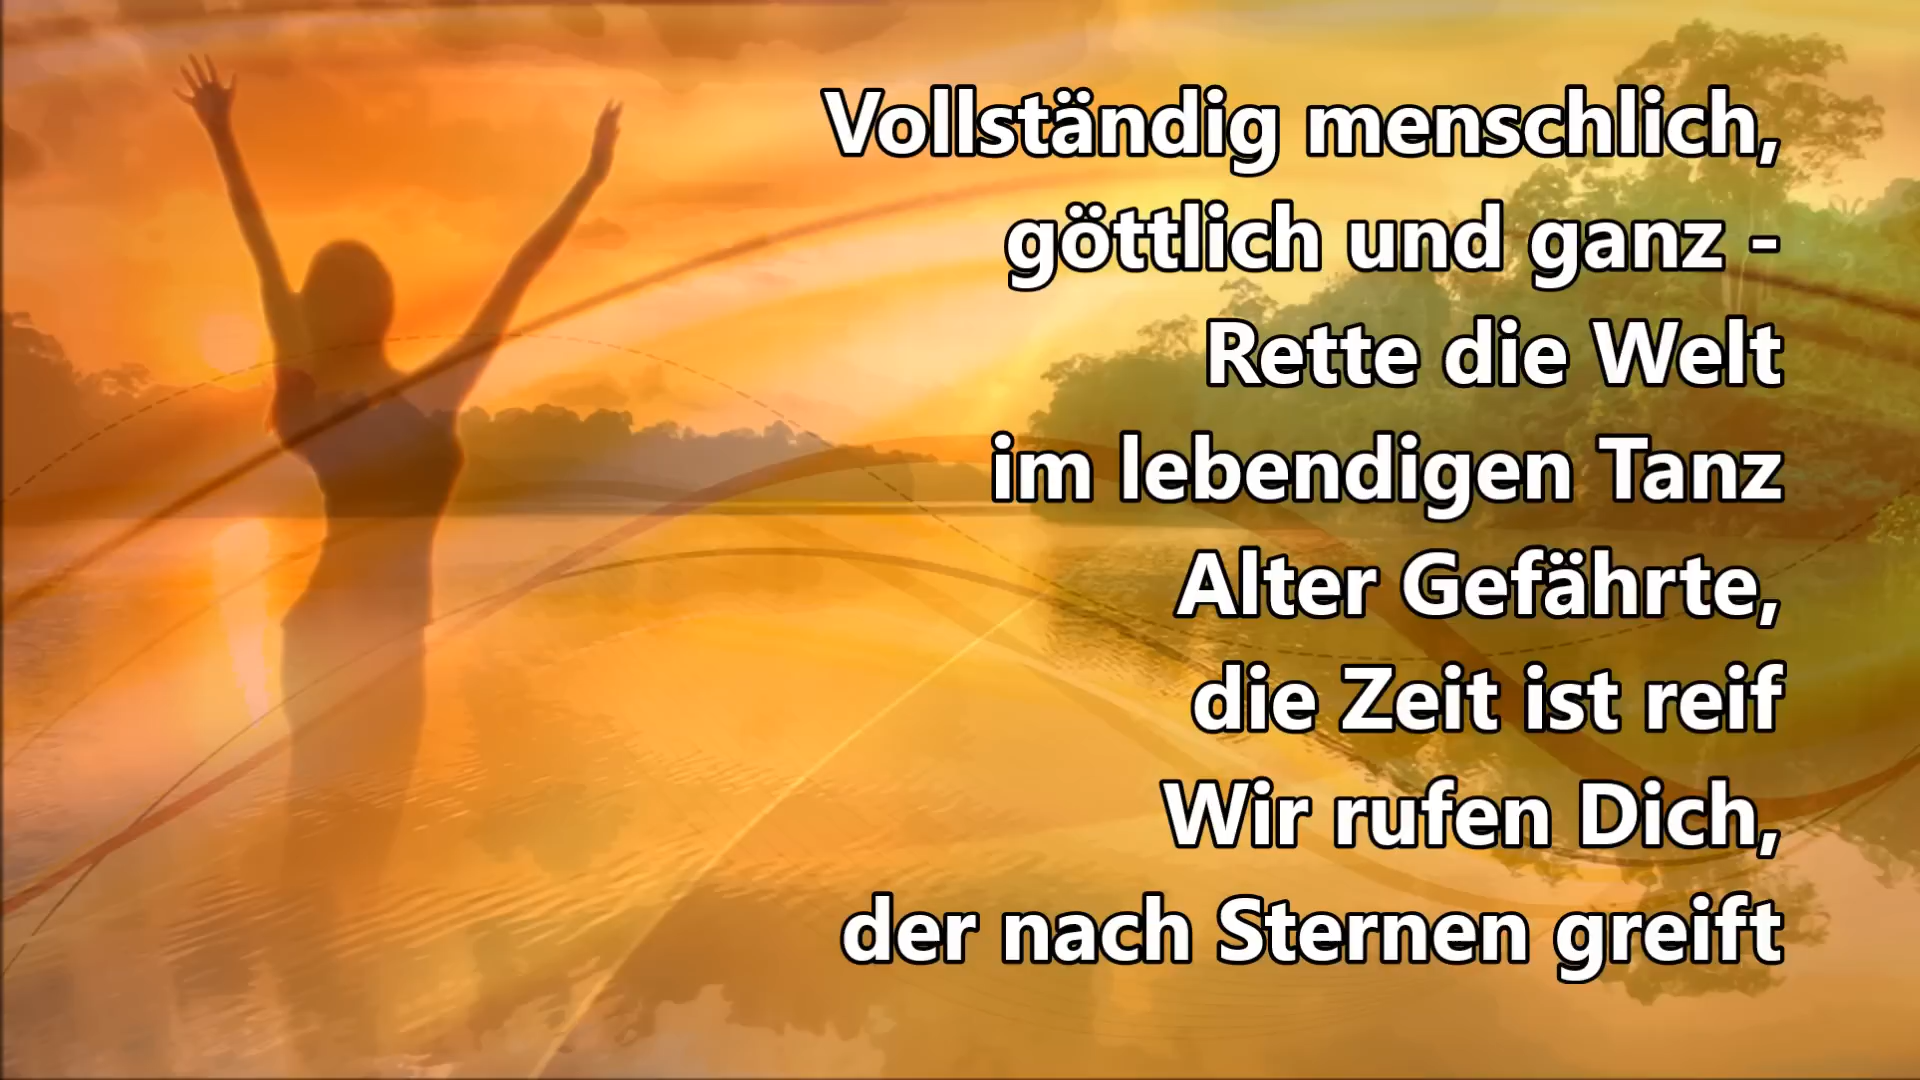 Vollständig menschlich,
göttlich und ganz -
Rette die Welt
im lebendigen Tanz
Alter Gefährte,
die Zeit ist reif
Wir rufen Dich,
der nach Sternen greift